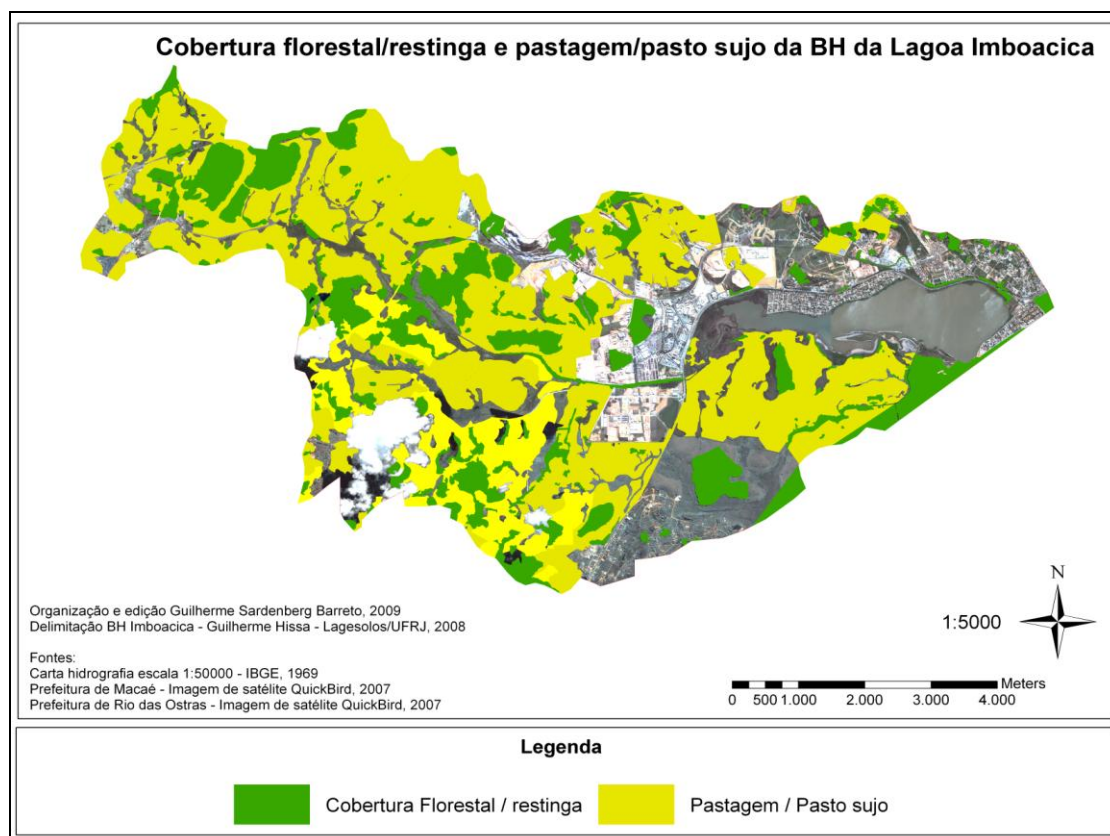 Cobertura florestal/restinga e pastagem/pasto sujo da BH da Lagoa Imboacica
Organização e edição Guilherme Sardenberg Barreto, 2009
Delimitação BH Imboacica - Guilherme Hissa - Lagesolos/UFRJ, 2008
Fontes:
Carta hidrografia escala 1:50000 - IBGE, 1969
Prefeitura de Macaé - Imagem de satélite QuickBird, 2007
Prefeitura de Rio das Ostras - Imagem de satélite QuickBird, 2007
N
1:5000
Meters
0 500 1.000 2.000 3.000 4.000
Legenda
Cobertura Florestal / restinga Pastagem / Pasto sujo